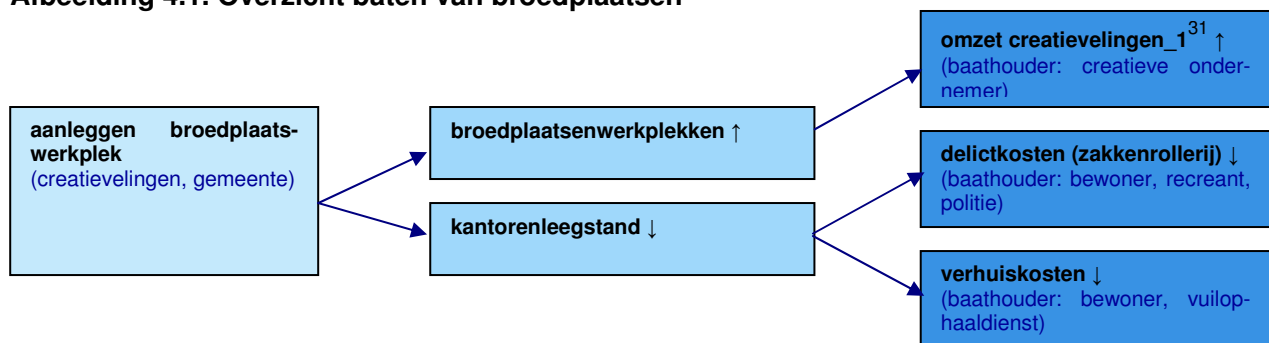 Afbeelding 4.1. Overzicht baten van broedplaatsen
aanleggen broedplaats-
werkplek
(creatievelingen, gemeente)
broedplaatsenwerkplekken ↑
kantorenleegstand ↓
omzet creatievelingen_1³¹ ↑
(baathouder: creatieve onder-
nemer)
delictkosten (zakkenrollerij) ↓
(baathouder: bewoner, recreant,
politie)
verhuiskosten ↓
(baathouder: bewoner, vuilop-
haaldienst)